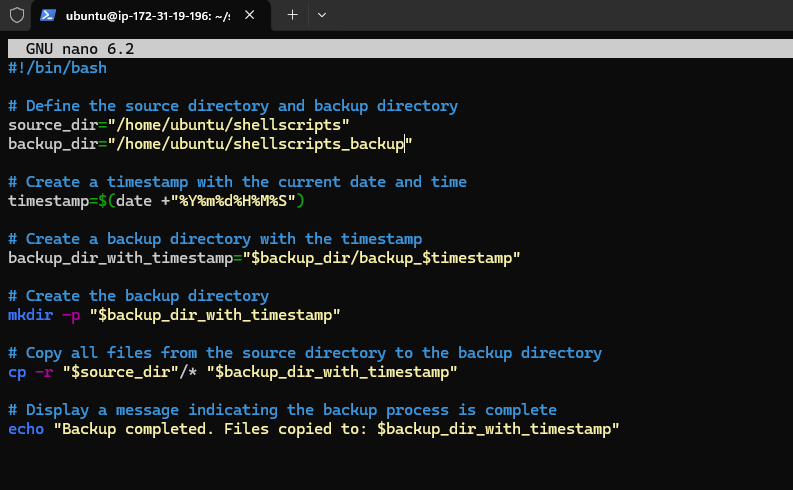 ubuntu@ip-172-31-19-196: ~/s
GNU nano 6.2
#!/bin/bash
# Define the source directory and backup directory
source_dir="/home/ubuntu/shellscripts"
backup_dir="/home/ubuntu/shellscripts_backup"
# Create a timestamp with the current date and time
timestamp=$(date +"%Y%m%d%H%M%S")
# Create a backup directory with the timestamp
backup_dir_with_timestamp="$backup_dir/backup_$timestamp"
# Create the backup directory
mkdir -p "$backup_dir_with_timestamp"
# Copy all files from the source directory to the backup directory
cp -r "$source_dir"/* "$backup_dir_with_timestamp"
# Display a message indicating the backup process is complete
echo "Backup completed. Files copied to: $backup_dir_with_timestamp"